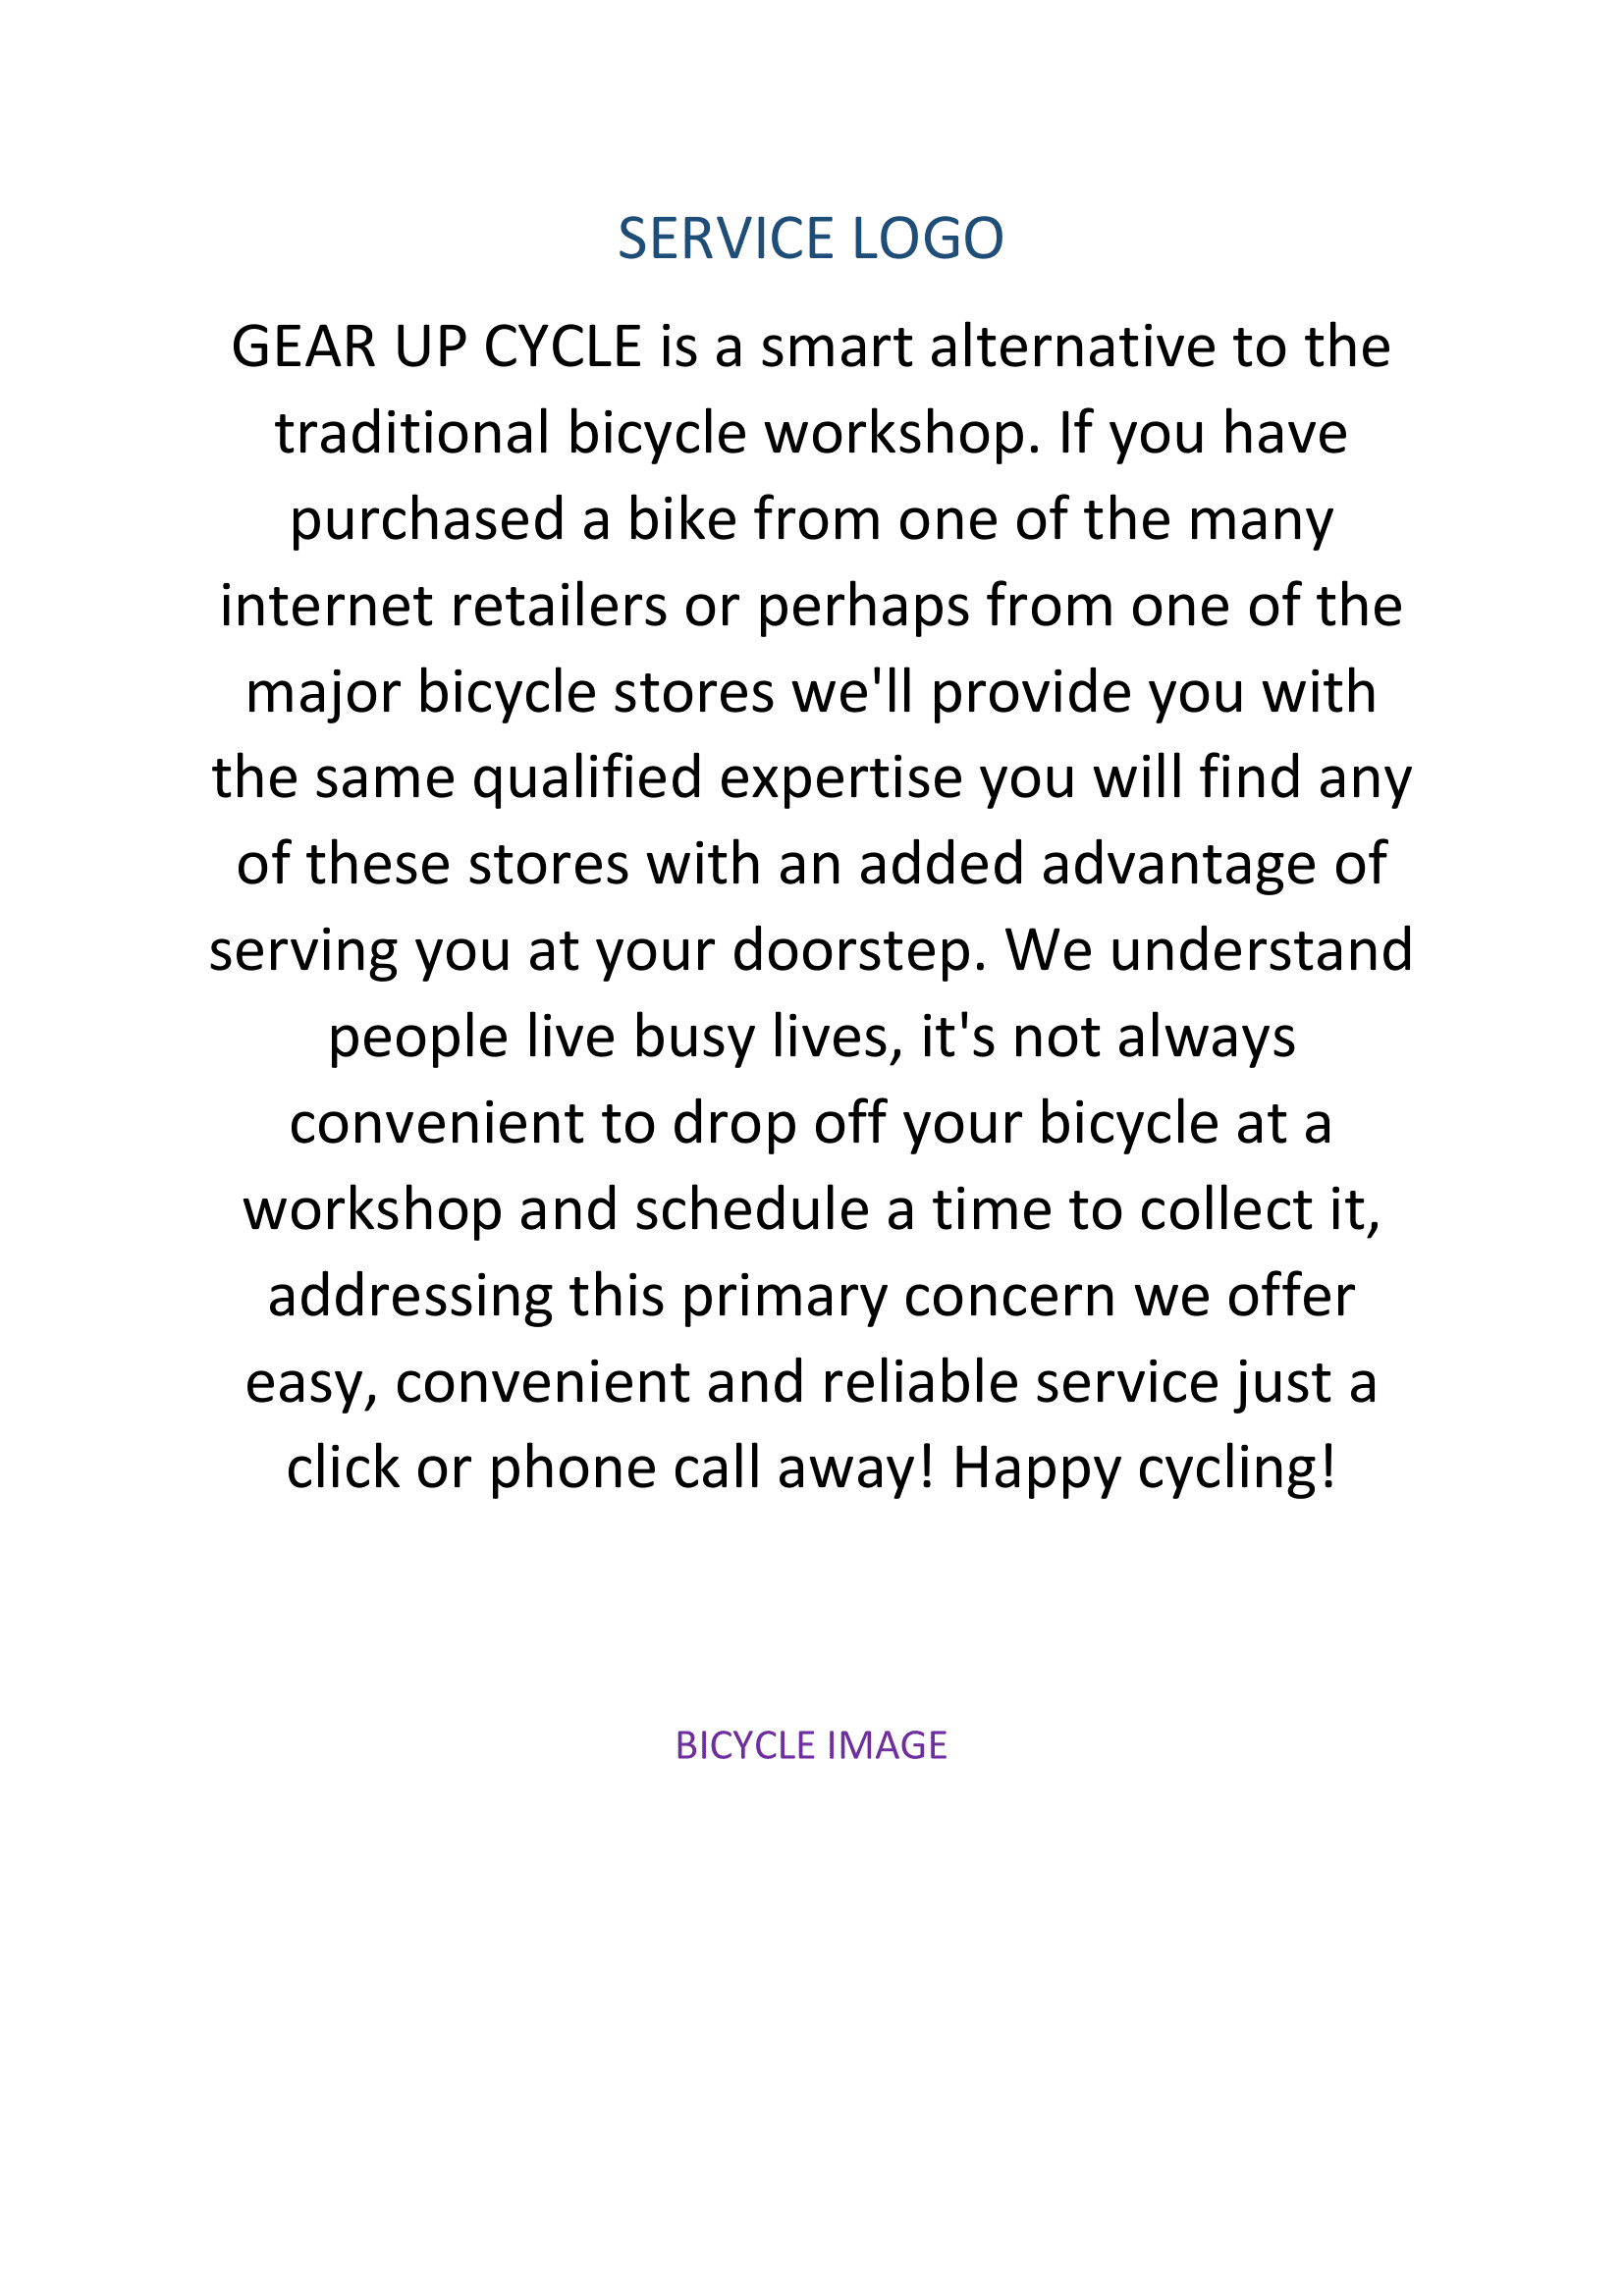 SERVICE LOGO
GEAR UP CYCLE is a smart alternative to the
traditional bicycle workshop. If you have
purchased a bike from one of the many
internet retailers or perhaps from one of the
major bicycle stores we'll provide you with
the same qualified expertise you will find any
of these stores with an added advantage of
serving you at your doorstep. We understand
people live busy lives, it's not always
convenient to drop off your bicycle at a
workshop and schedule a time to collect it,
addressing this primary concern we offer
easy, convenient and reliable service just a
click or phone call away! Happy cycling!
BICYCLE IMAGE